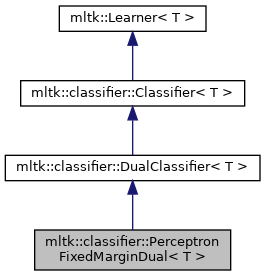 mltk::Learner< T >
mltk::classifier::Classifier< T >
mltk::classifier::DualClassifier< T >
mltk::classifier::Perceptron
FixedMarginDual< T >